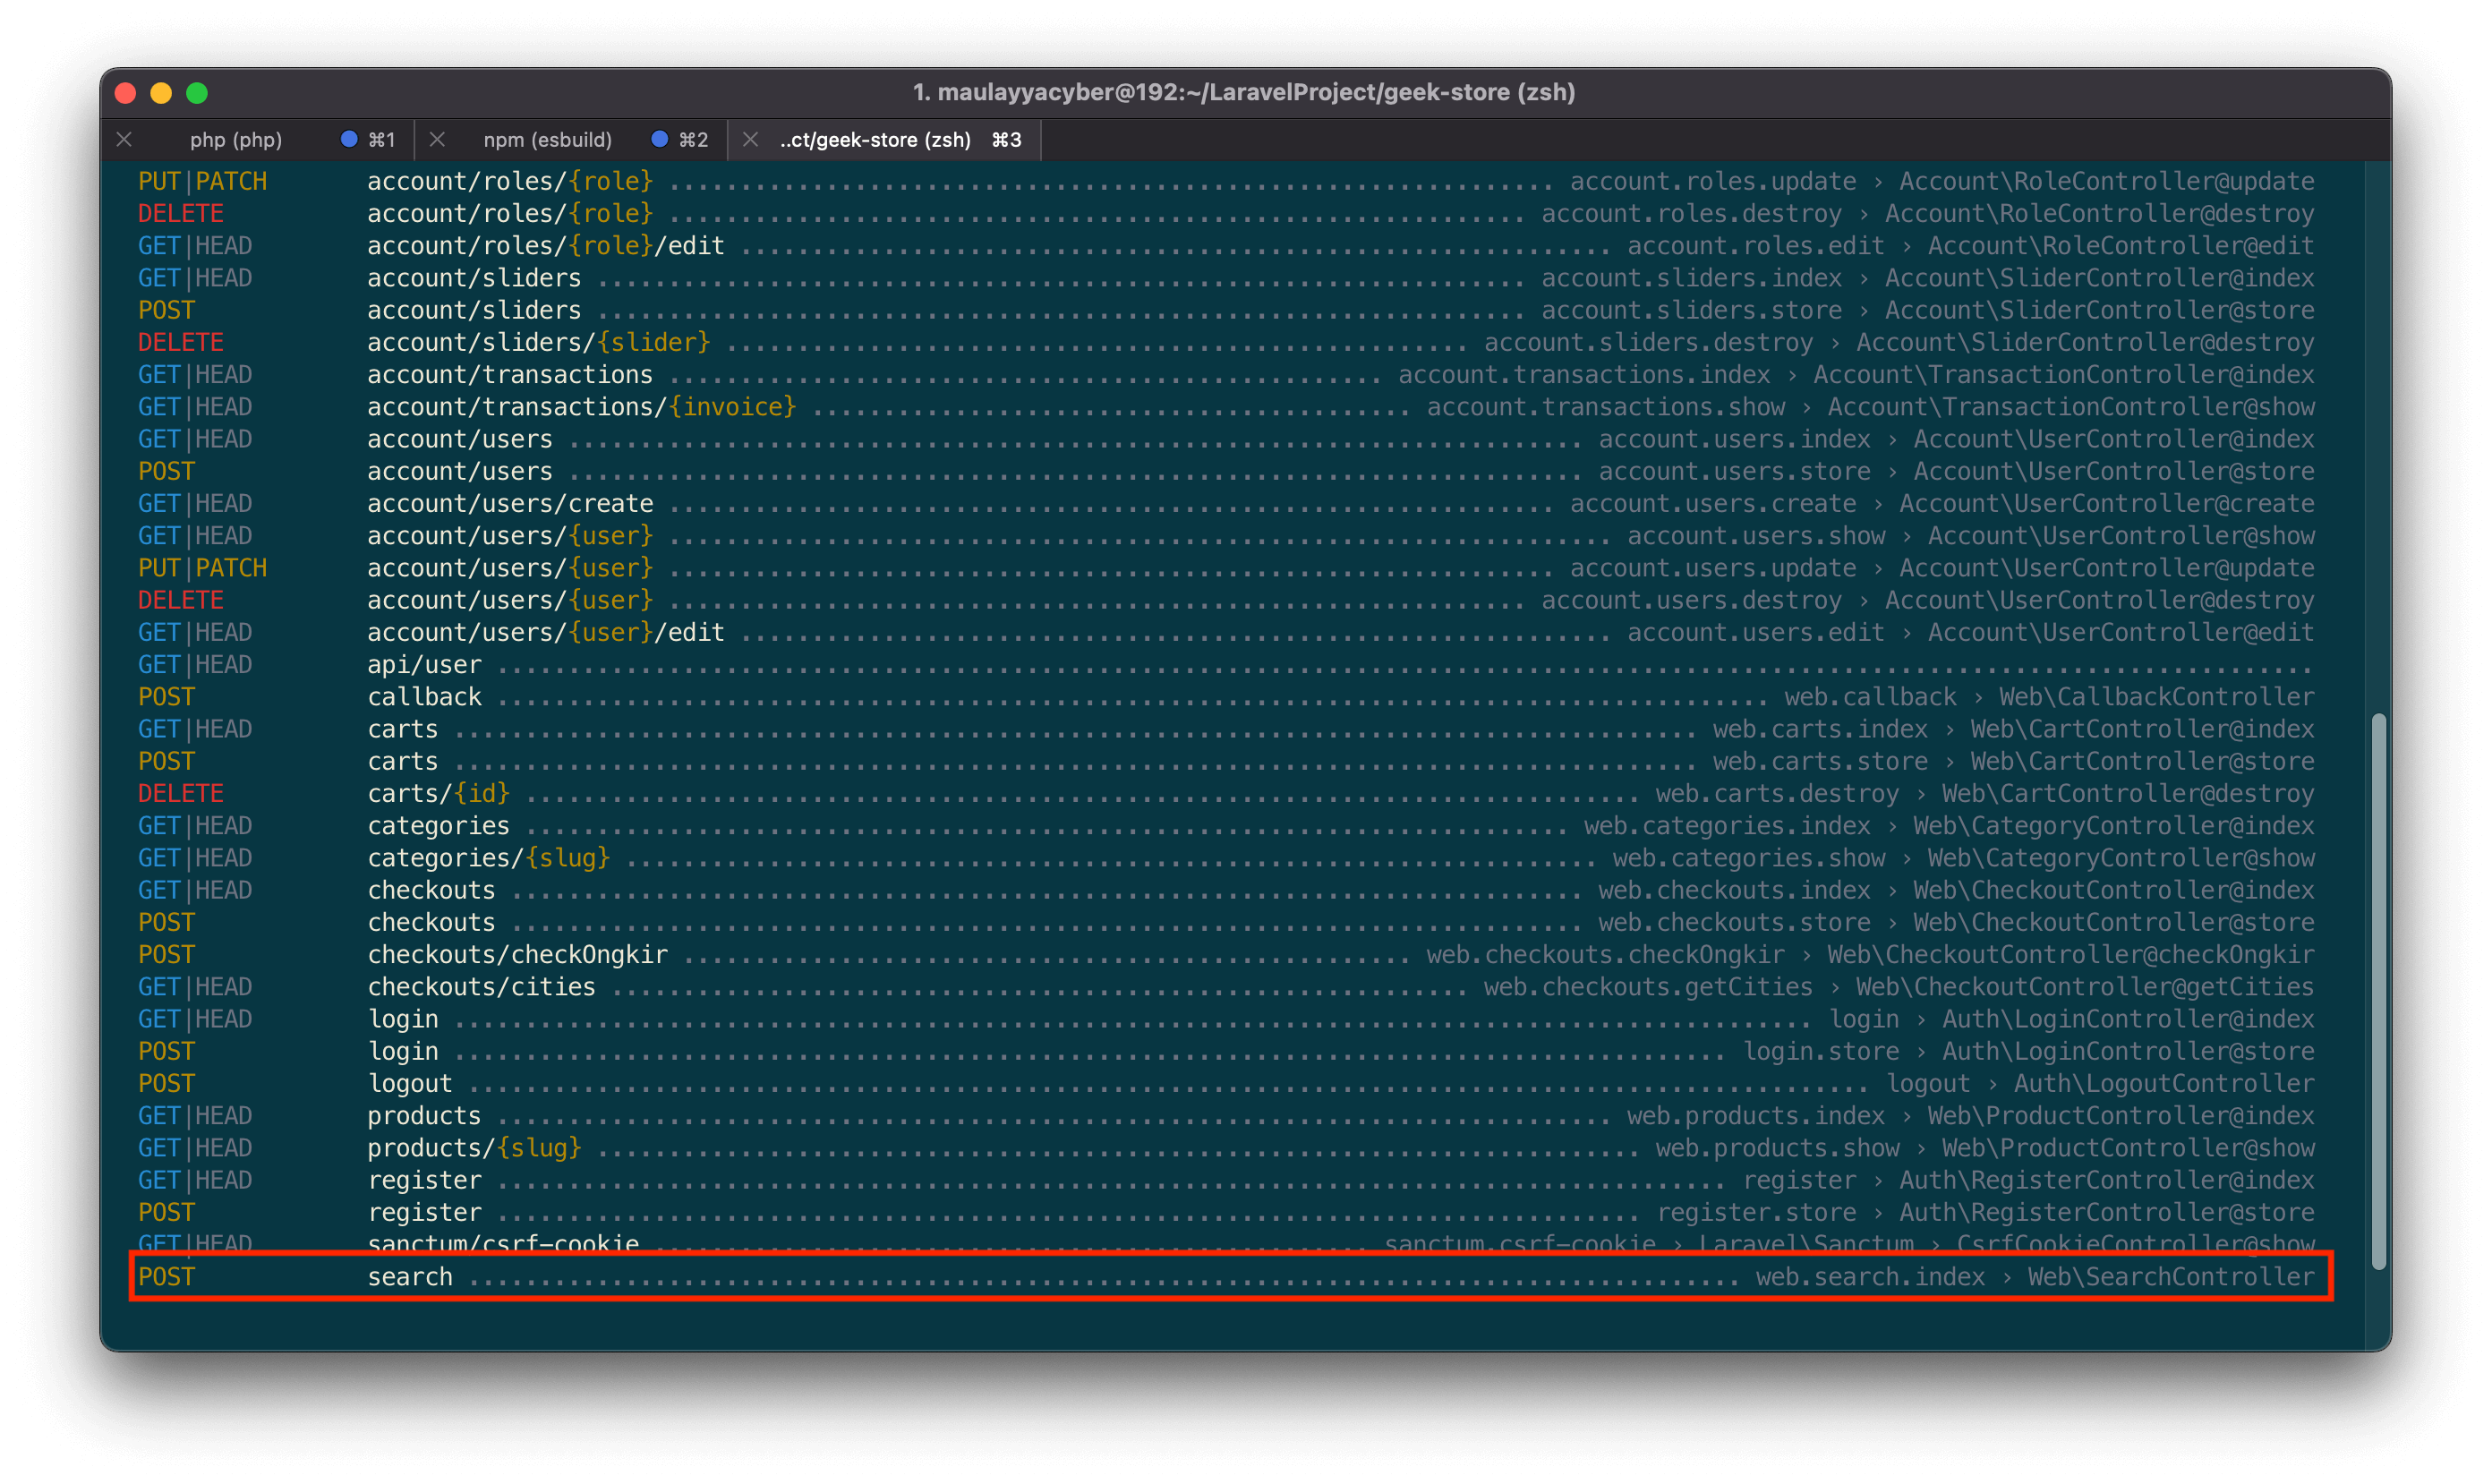 1. maulayyacyber@192:~/LaravelProject/geek-store (zsh)
php (php) ⌘1 npm (esbuild) ⌘2 ..ct/geek-store (zsh) ⌘3
PUT|PATCH account/roles/{role} ........ account.roles.update › Account\RoleController@update
DELETE account/roles/{role} ........ account.roles.destroy › Account\RoleController@destroy
GET|HEAD account/roles/{role}/edit ........ account.roles.edit › Account\RoleController@edit
GET|HEAD account/sliders ........ account.sliders.index › Account\SliderController@index
POST account/sliders ........ account.sliders.store › Account\SliderController@store
DELETE account/sliders/{slider} ........ account.sliders.destroy › Account\SliderController@destroy
GET|HEAD account/transactions ........ account.transactions.index › Account\TransactionController@index
GET|HEAD account/transactions/{invoice} ........ account.transactions.show › Account\TransactionController@show
GET|HEAD account/users ........ account.users.index › Account\UserController@index
POST account/users ........ account.users.store › Account\UserController@store
GET|HEAD account/users/create ........ account.users.create › Account\UserController@create
GET|HEAD account/users/{user} ........ account.users.show › Account\UserController@show
PUT|PATCH account/users/{user} ........ account.users.update › Account\UserController@update
DELETE account/users/{user} ........ account.users.destroy › Account\UserController@destroy
GET|HEAD account/users/{user}/edit ........ account.users.edit › Account\UserController@edit
GET|HEAD api/user ........
POST callback ........ web.callback › Web\CallbackController
GET|HEAD carts ........ web.carts.index › Web\CartController@index
POST carts ........ web.carts.store › Web\CartController@store
DELETE carts/{id} ........ web.carts.destroy › Web\CartController@destroy
GET|HEAD categories ........ web.categories.index › Web\CategoryController@index
GET|HEAD categories/{slug} ........ web.categories.show › Web\CategoryController@show
GET|HEAD checkouts ........ web.checkouts.index › Web\CheckoutController@index
POST checkouts ........ web.checkouts.store › Web\CheckoutController@store
POST checkouts/checkOngkir ........ web.checkouts.checkOngkir › Web\CheckoutController@checkOngkir
GET|HEAD checkouts/cities ........ web.checkouts.getCities › Web\CheckoutController@getCities
GET|HEAD login ........ login › Auth\LoginController@index
POST login ........ login.store › Auth\LoginController@store
POST logout ........ logout › Auth\LogoutController
GET|HEAD products ........ web.products.index › Web\ProductController@index
GET|HEAD products/{slug} ........ web.products.show › Web\ProductController@show
GET|HEAD register ........ register › Auth\RegisterController@index
POST register ........ register.store › Auth\RegisterController@store
GET|HEAD sanctum/csrf-cookie ........ sanctum.csrf-cookie › Laravel\Sanctum › CsrfCookieController@show
POST search ........ web.search.index › Web\SearchController